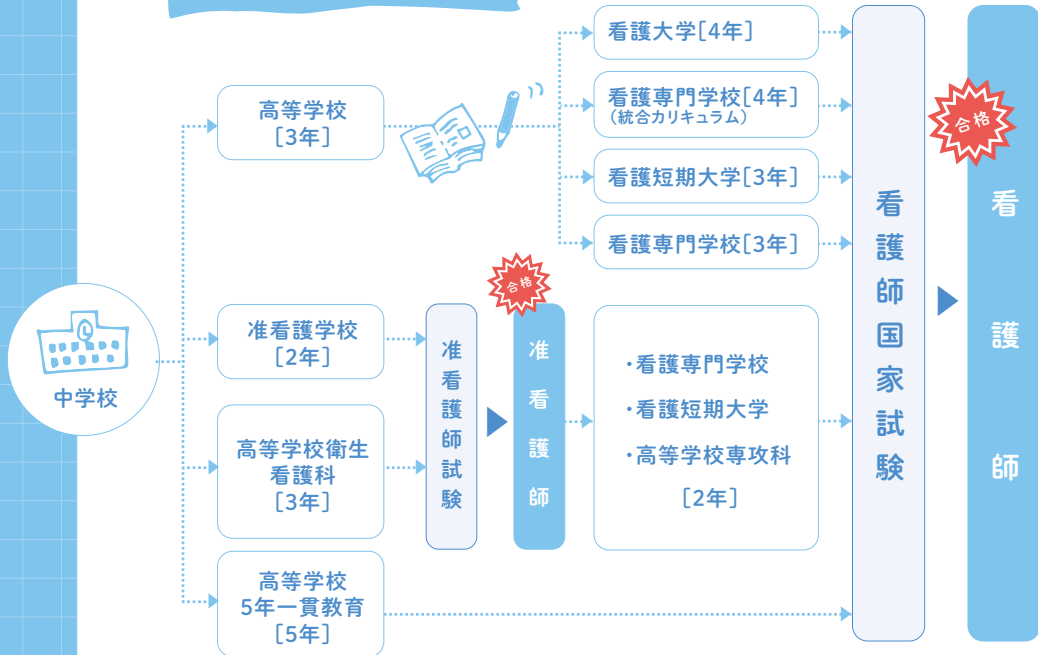 中学校
高等学校
[3年]
看護大学[4年]
看護専門学校[4年]
（統合カリキュラム）
看護短期大学[3年]
看護専門学校[3年]
准看護学校
[2年]
高等学校衛生
看護科
[3年]
高等学校
5年一貫教育
[5年]
准看護師試験
合格
准看護師
・看護専門学校
・看護短期大学
・高等学校専攻科
[2年]
看護師国家試験
合格
看護師